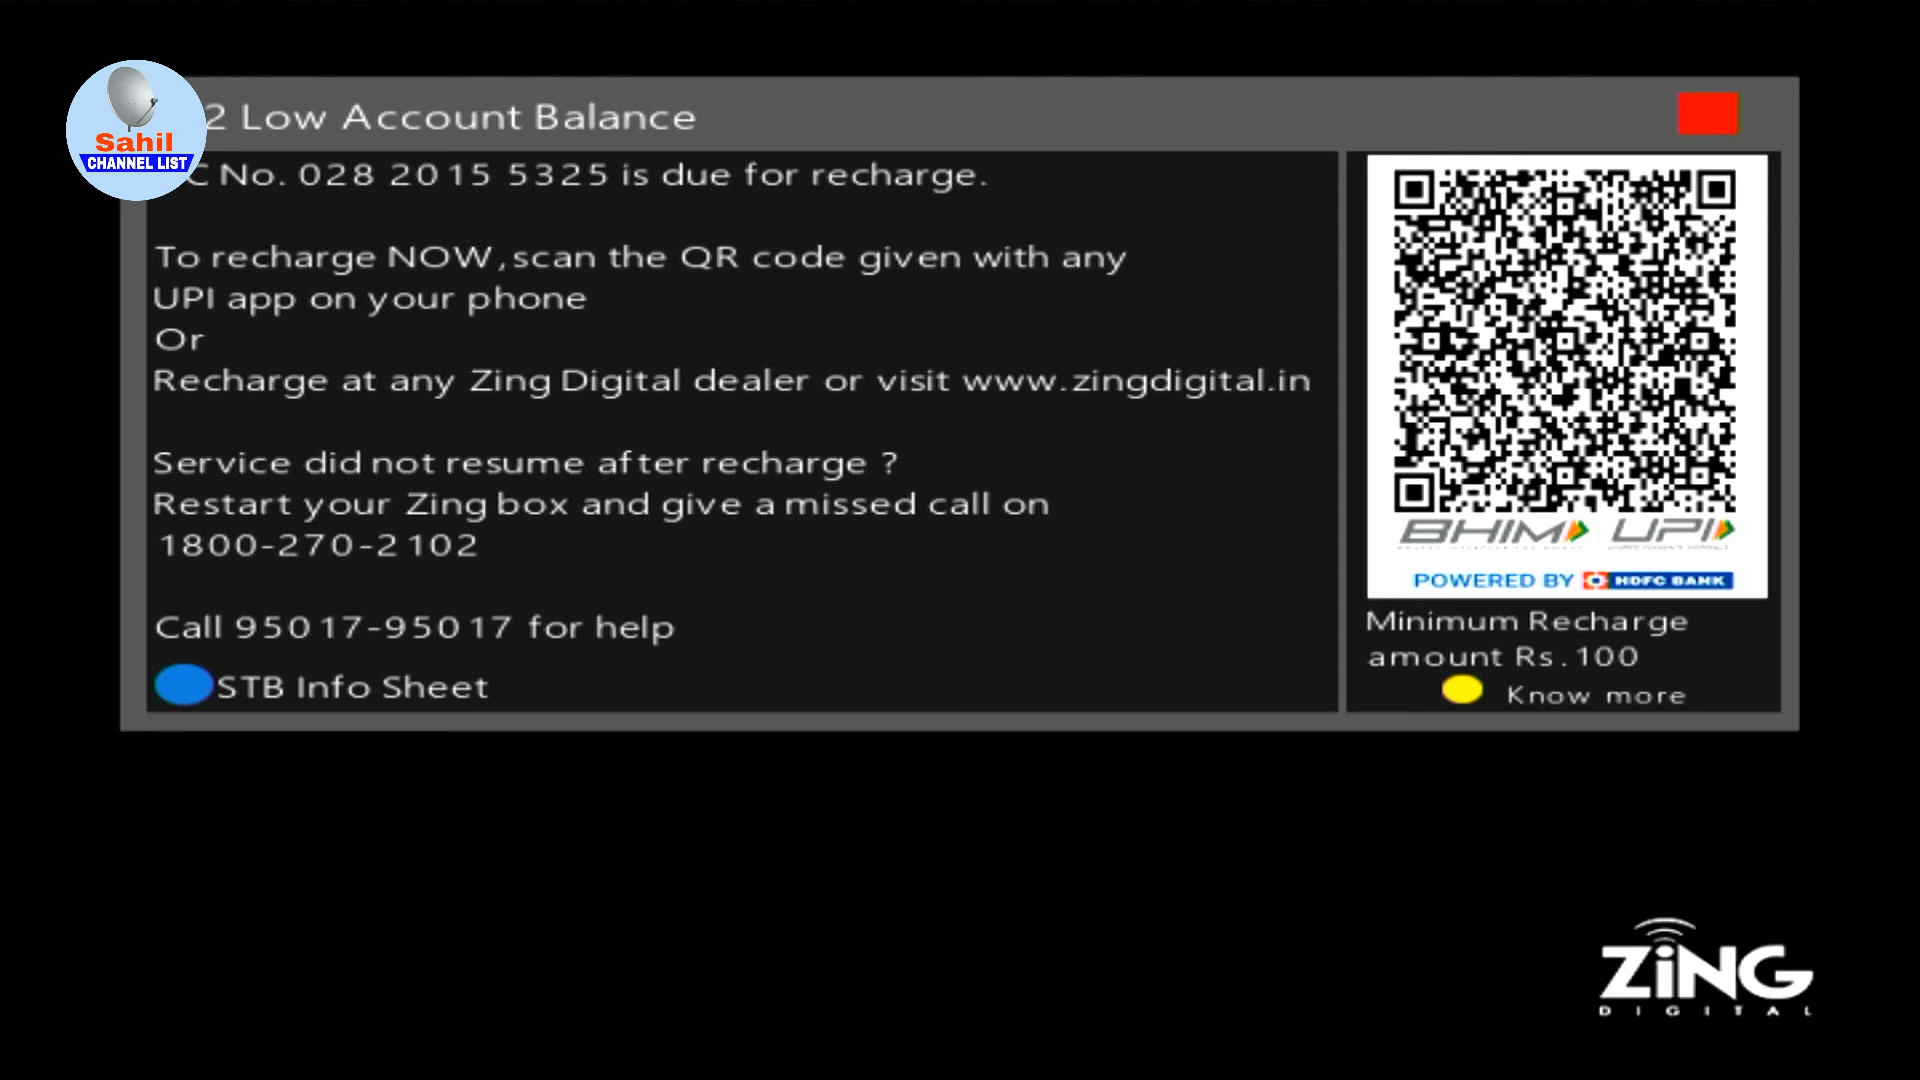 Sahil
CHANNEL LIST
2 Low Account Balance
C No. 028 2015 5325 is due for recharge.
To recharge NOW,scan the QR code given with any
UPI app on your phone
Or
Recharge at any Zing Digital dealer or visit www.zingdigital.in
Service did not resume after recharge ?
Restart your Zing box and give a missed call on
1800-270-2102
Call 95017-95017 for help
STB Info Sheet
BHIM UPI
POWERED BY HDFC BANK
Minimum Recharge
amount Rs.100
Know more
ZiNG
DIGITAL